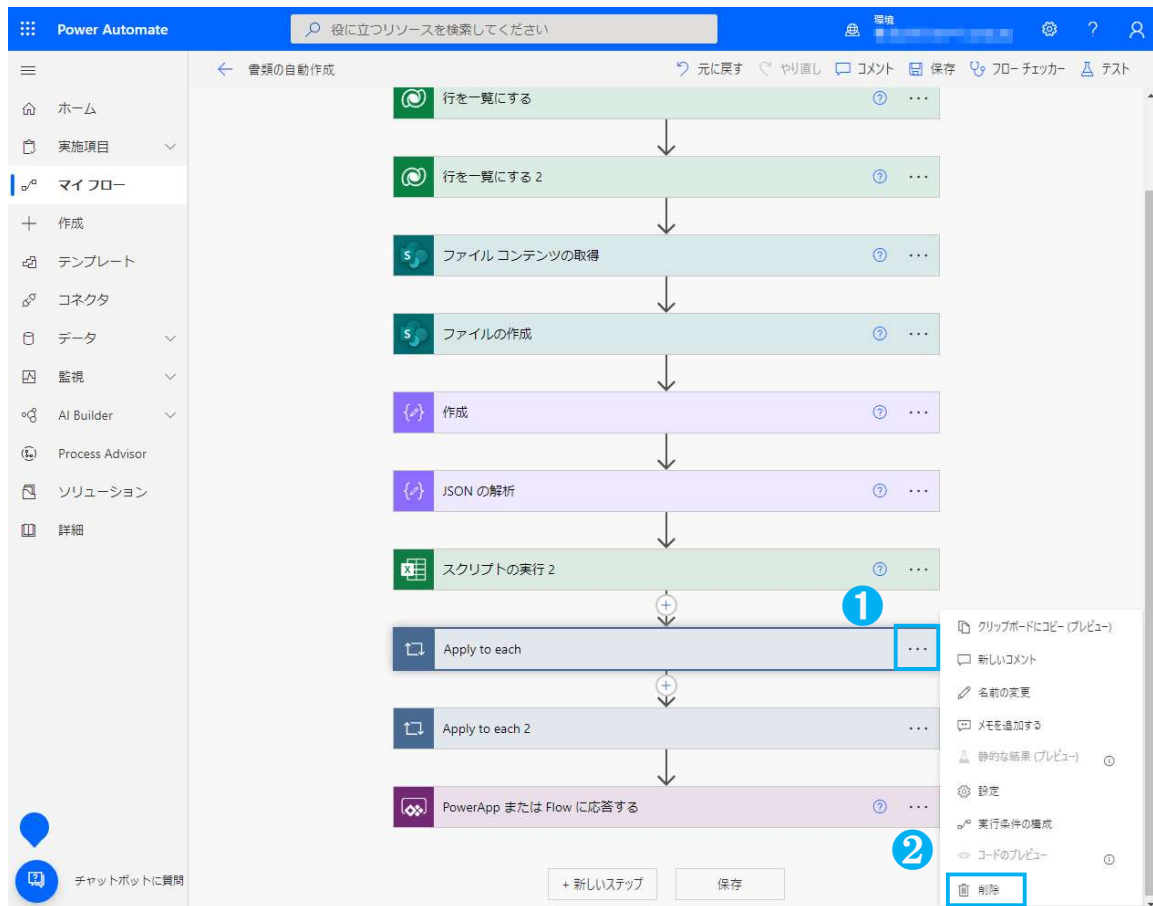 Power Automate
役に立つリソースを検索してください
環境
?
書類の自動作成
元に戻す
やり直し
コメント
保存
フロー チェッカー
テスト
ホーム
実施項目
マイ フロー
作成
テンプレート
コネクタ
データ
監視
AI Builder
Process Advisor
ソリューション
詳細
チャットボットに質問
行を一覧にする
行を一覧にする 2
ファイル コンテンツの取得
ファイルの作成
作成
JSON の解析
スクリプトの実行 2
1
Apply to each
Apply to each 2
PowerApp または Flow に応答する
+ 新しいステップ
保存
クリップボードにコピー (プレビュー)
新しいコメント
名前の変更
メモを追加する
静的な結果 (プレビュー)
設定
実行条件の構成
2
コードのプレビュー
削除